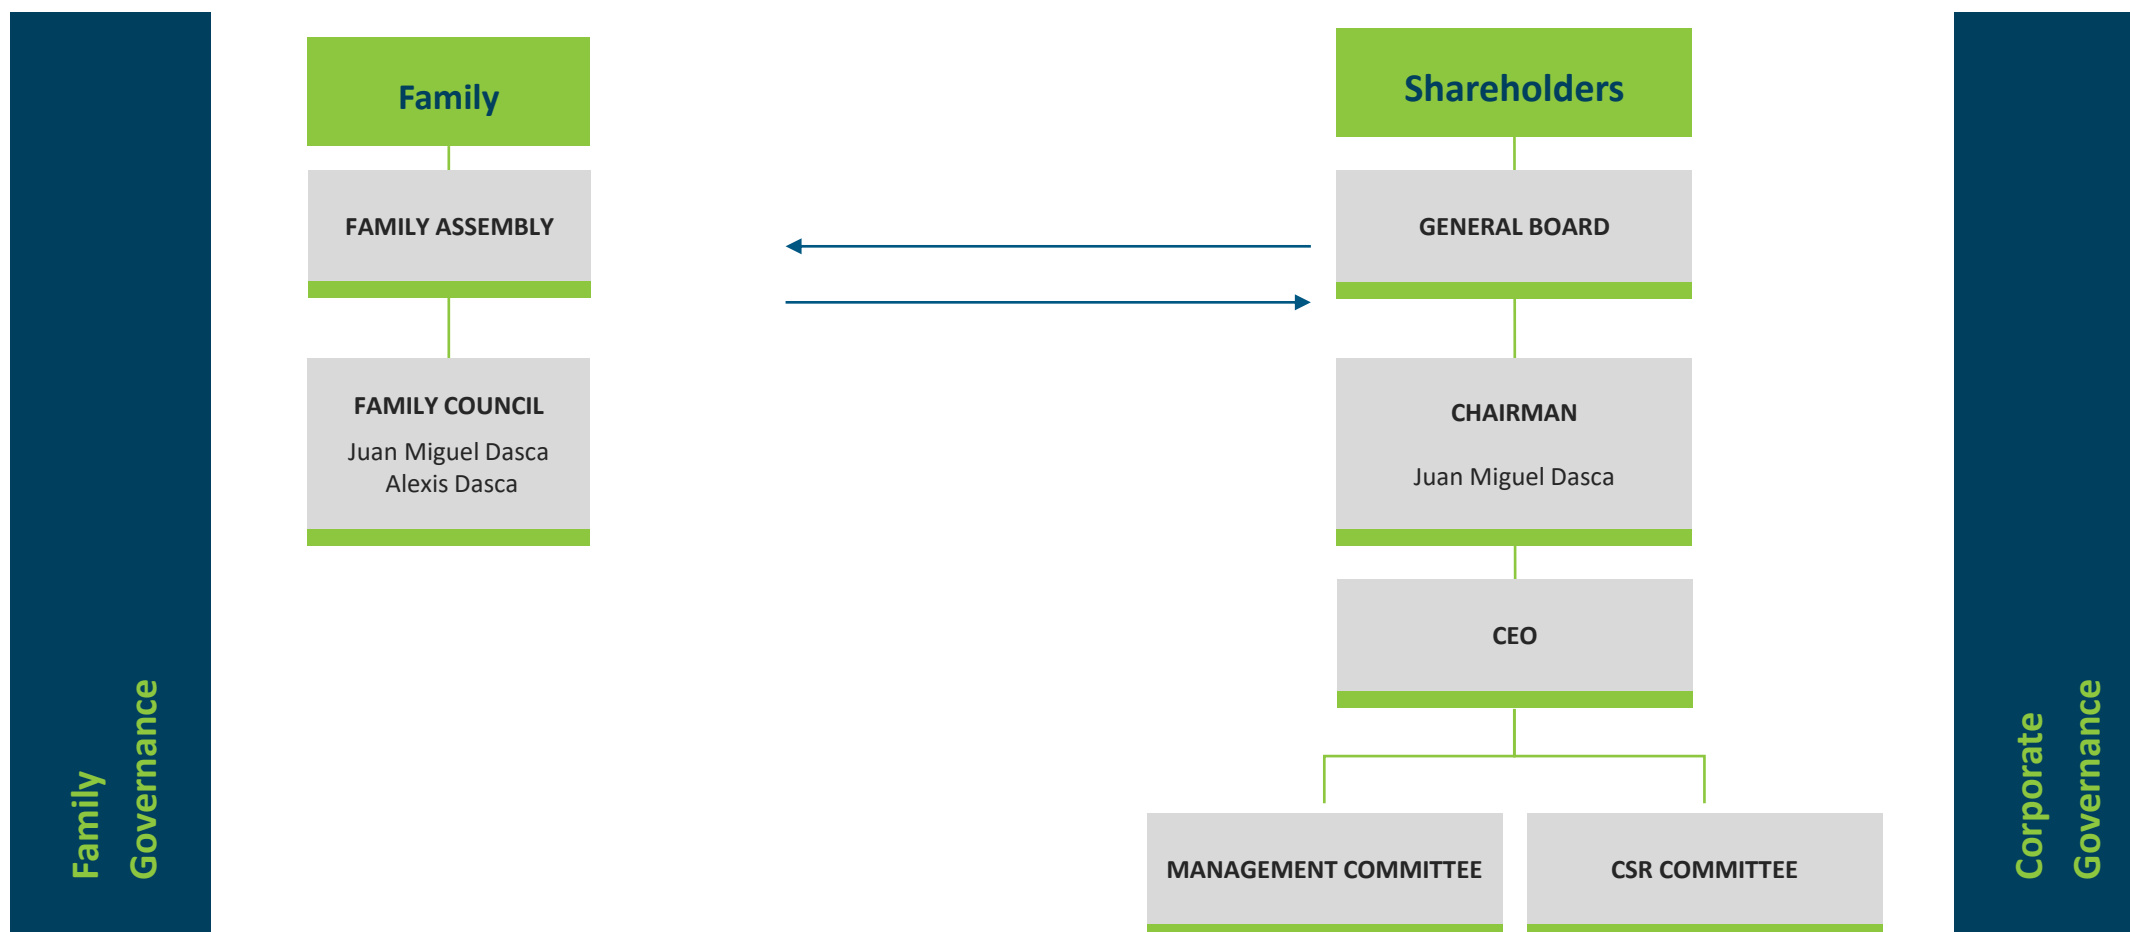 Family
Governance
Family
FAMILY ASSEMBLY
FAMILY COUNCIL
Juan Miguel Dasca
Alexis Dasca
Shareholders
GENERAL BOARD
CHAIRMAN
Juan Miguel Dasca
CEO
MANAGEMENT COMMITTEE
CSR COMMITTEE
Corporate
Governance